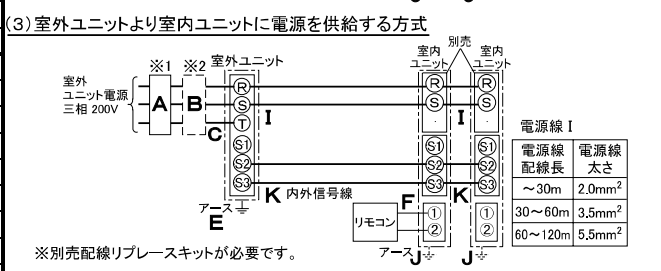 (3)室外ユニットより室内ユニットに電源を供給する方式
※1 ※2 室外ユニット
室内
ユニット
別売
室内
ユニット
室外
ユニット電源
三相 200V
A
B
C
R
S
T
S1
S2
S3
I
R
S
S1
S2
S3
I
R
S
S1
S2
S3
K 内外信号線
K
アース
E
リモコン
F
①
②
①
②
アース J
J
※別売配線リプレースキットが必要です。
電源線 I
電源線
配線長
電源線
太さ
～30m 2.0mm²
30～60m 3.5mm²
60～120m 5.5mm²